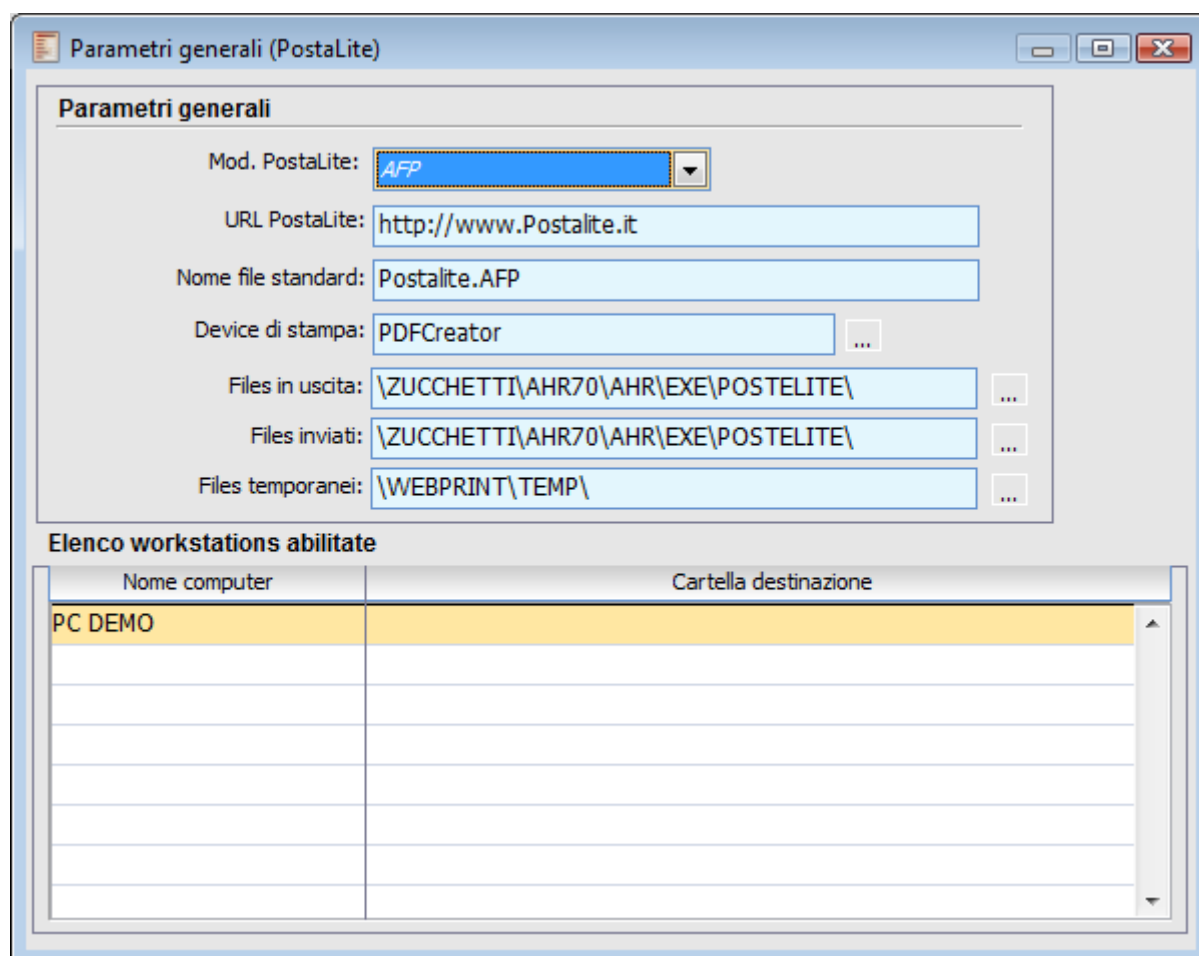 Parametri generali (PostaLite)
Parametri generali
Mod. PostaLite: AFP
URL PostaLite: http://www.Postalite.it
Nome file standard: Postalite.AFP
Device di stampa: PDFCreator ...
Files in uscita: \ZUCCHETTI\AHR70\AHR\EXE\POSTELITE\ ...
Files inviati: \ZUCCHETTI\AHR70\AHR\EXE\POSTELITE\ ...
Files temporanei: \WEBPRINT\TEMP\ ...
Elenco workstations abilitate
Nome computer Cartella destinazione
PC DEMO